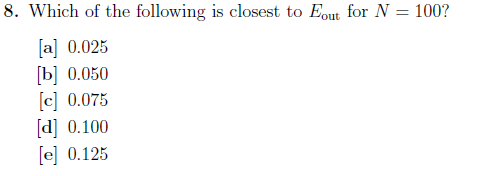 8. Which of the following is closest to E_out for N = 100?
[a] 0.025
[b] 0.050
[c] 0.075
[d] 0.100
[e] 0.125